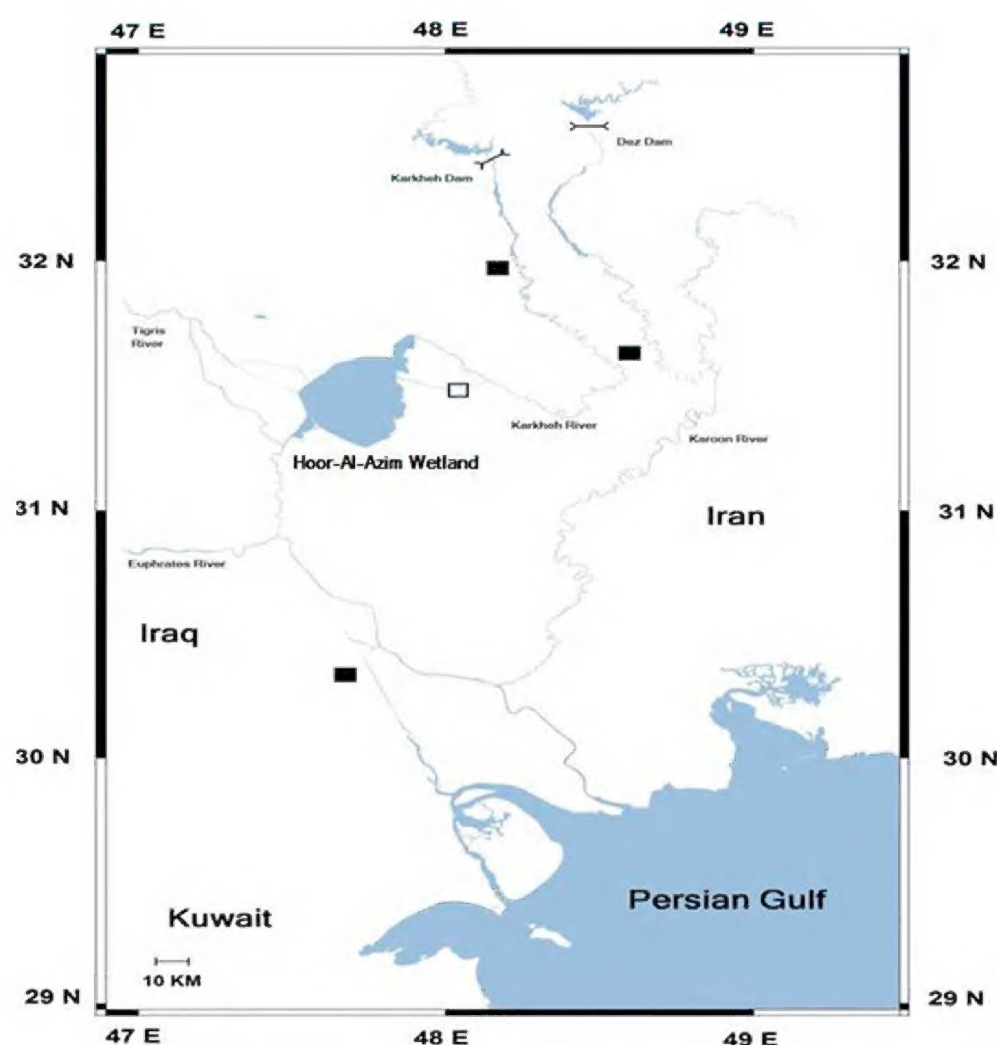 47 E 48 E 49 E
Dez Dam
Karkheh Dam
32 N 32 N
Tigris
River
Karkheh River
Karoon River
Hoor-Al-Azim Wetland
31 N 31 N
Iran
Euphrates River
Iraq
30 N 30 N
Persian Gulf
Kuwait
10 KM
29 N 29 N
47 E 48 E 49 E